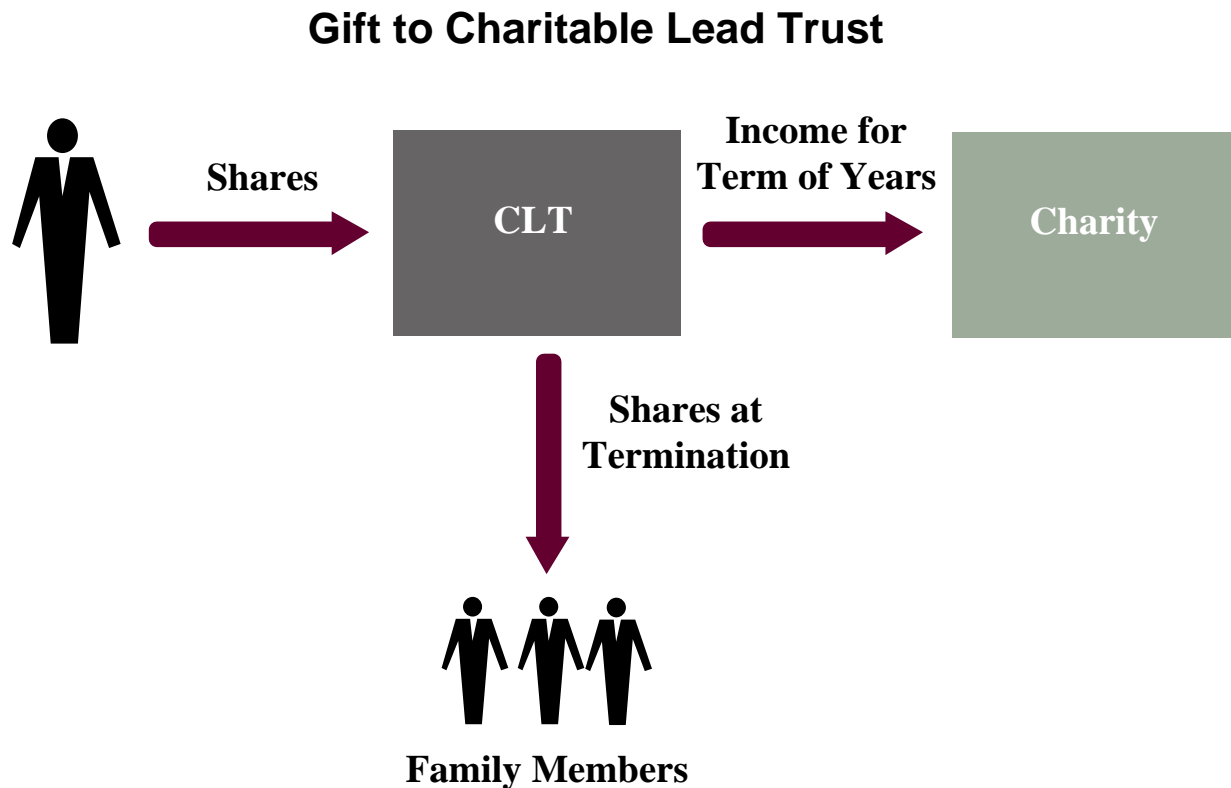 Gift to Charitable Lead Trust
Shares
CLT
Income for
Term of Years
Charity
Shares at
Termination
Family Members